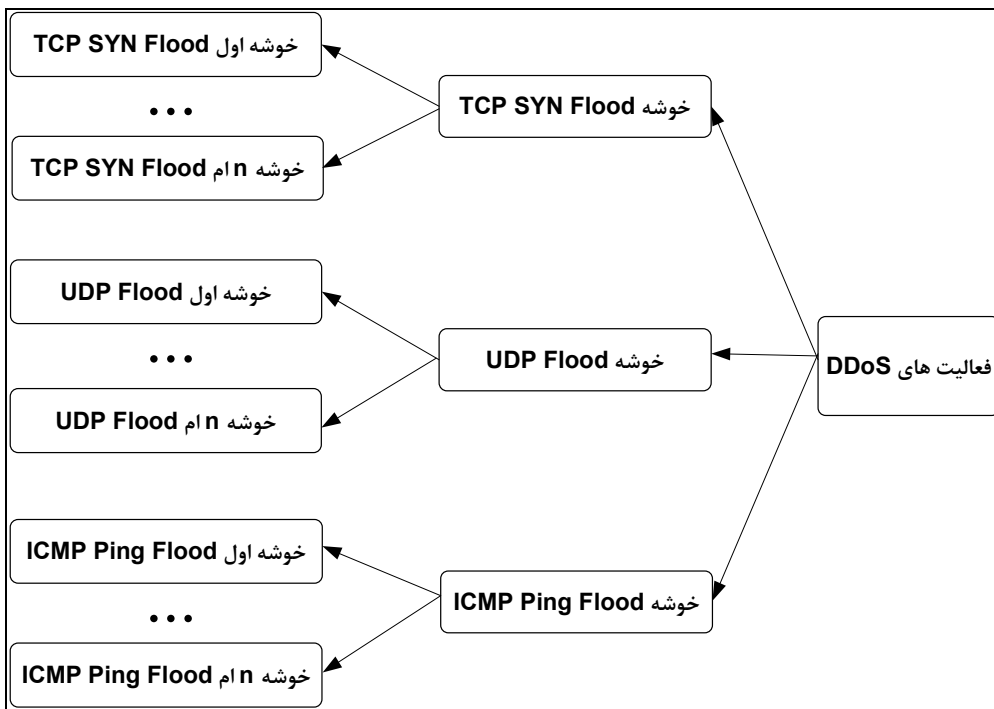 خوشه اول TCP SYN Flood
• • •
خوشه n ام TCP SYN Flood
خوشه TCP SYN Flood
خوشه اول UDP Flood
• • •
خوشه n ام UDP Flood
خوشه UDP Flood
فعالیت های DDoS
خوشه اول ICMP Ping Flood
• • •
خوشه n ام ICMP Ping Flood
خوشه ICMP Ping Flood